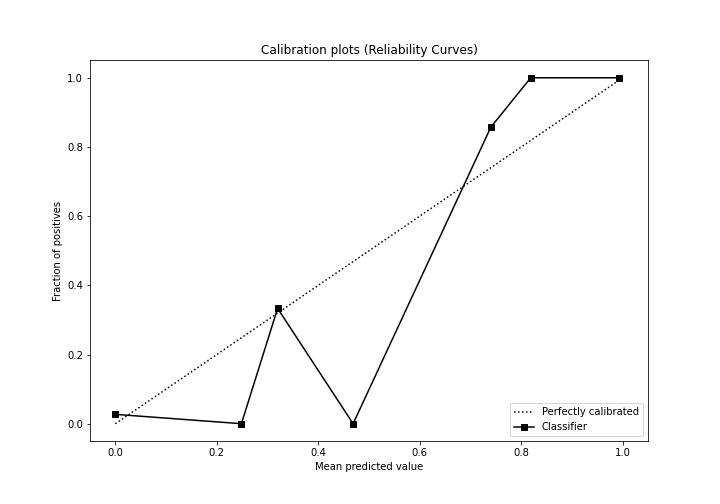 Calibration plots (Reliability Curves)
1.0
0.8
0.6
0.4
0.2
0.0
Fraction of positives
0.0 0.2 0.4 0.6 0.8 1.0
Mean predicted value
Perfectly calibrated
Classifier